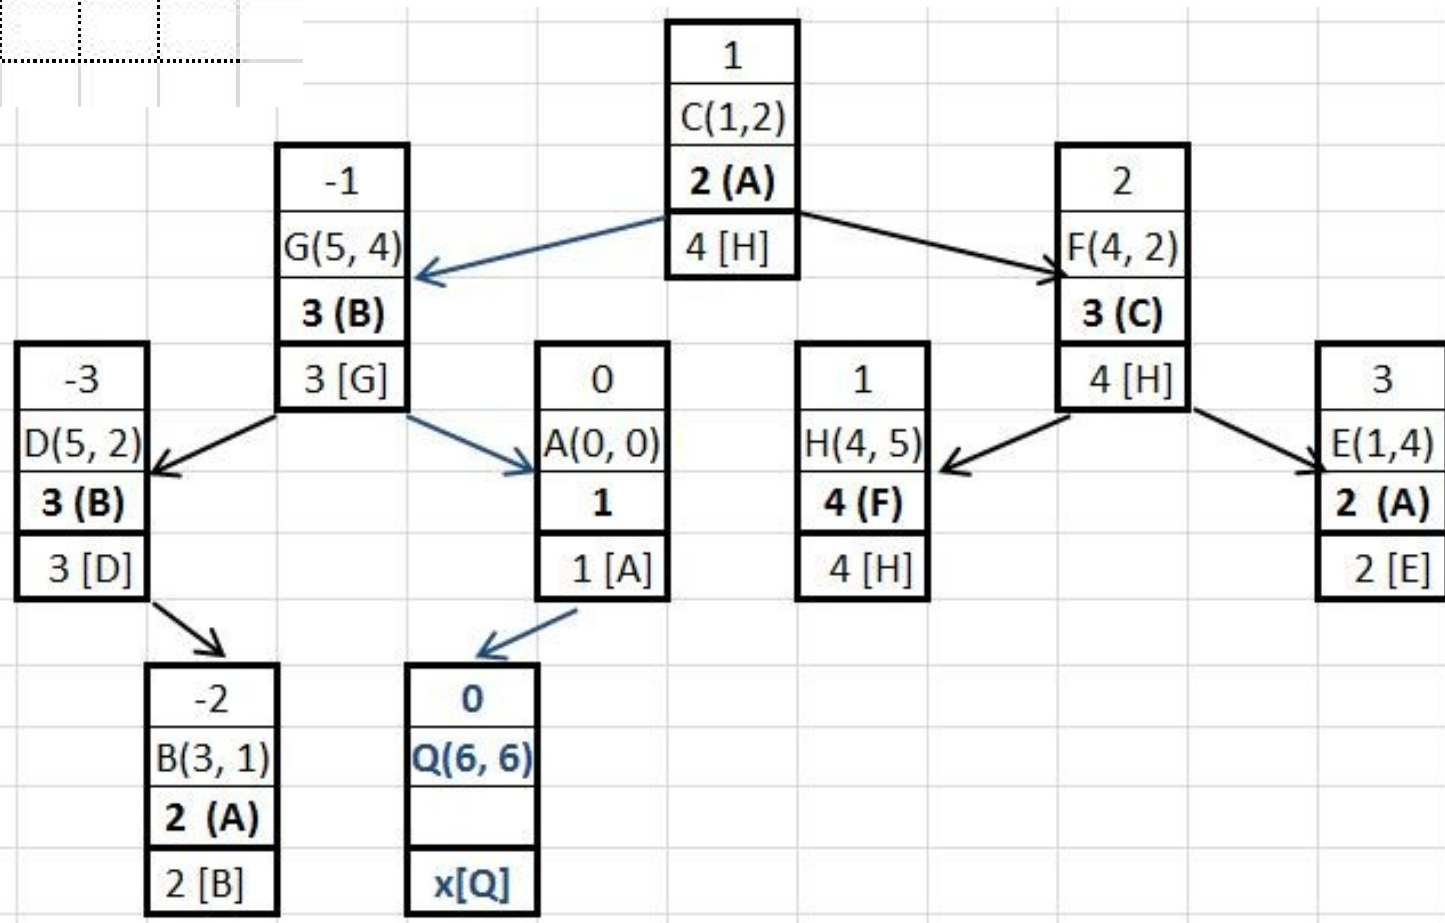 1
C(1,2)
2 (A)
4 [H]
-1
G(5, 4)
3 (B)
3 [G]
2
F(4, 2)
3 (C)
4 [H]
-3
D(5, 2)
3 (B)
3 [D]
0
A(0, 0)
1
1 [A]
1
H(4, 5)
4 (F)
4 [H]
3
E(1,4)
2 (A)
2 [E]
-2
B(3, 1)
2 (A)
2 [B]
0
Q(6, 6)
x[Q]